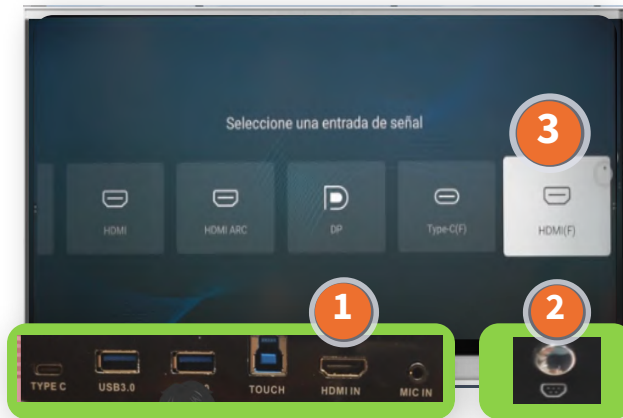 Seleccione una entrada de señal
3
HDMI
HDMI ARC
DP
Type-C(F)
HDMI(F)
1
2
TYPE C
USB3.0
TOUCH
HDMI IN
MIC IN